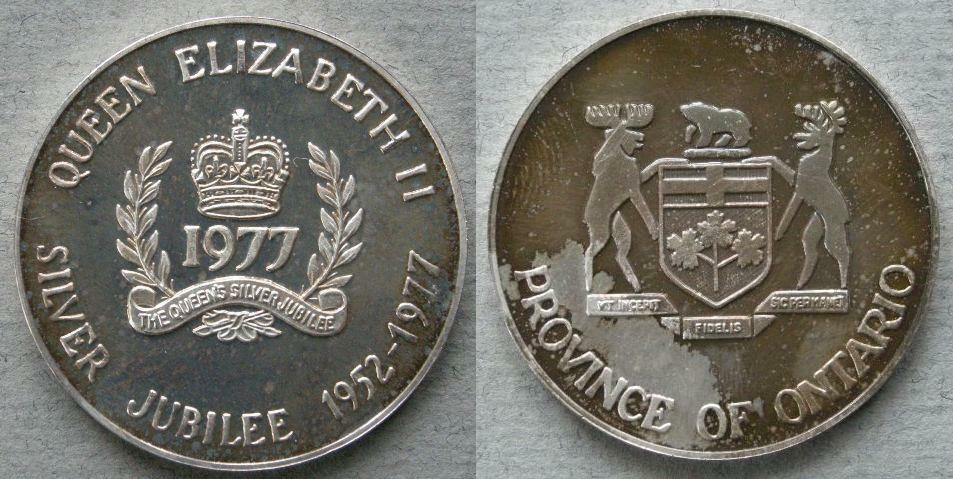 QUEEN ELIZABETH II
SILVER JUBILEE 1952-1977
1977
THE QUEEN'S SILVER JUBILEE
VT INCEPIT
FIDELIS
SIC PERMANET
PROVINCE OF ONTARIO